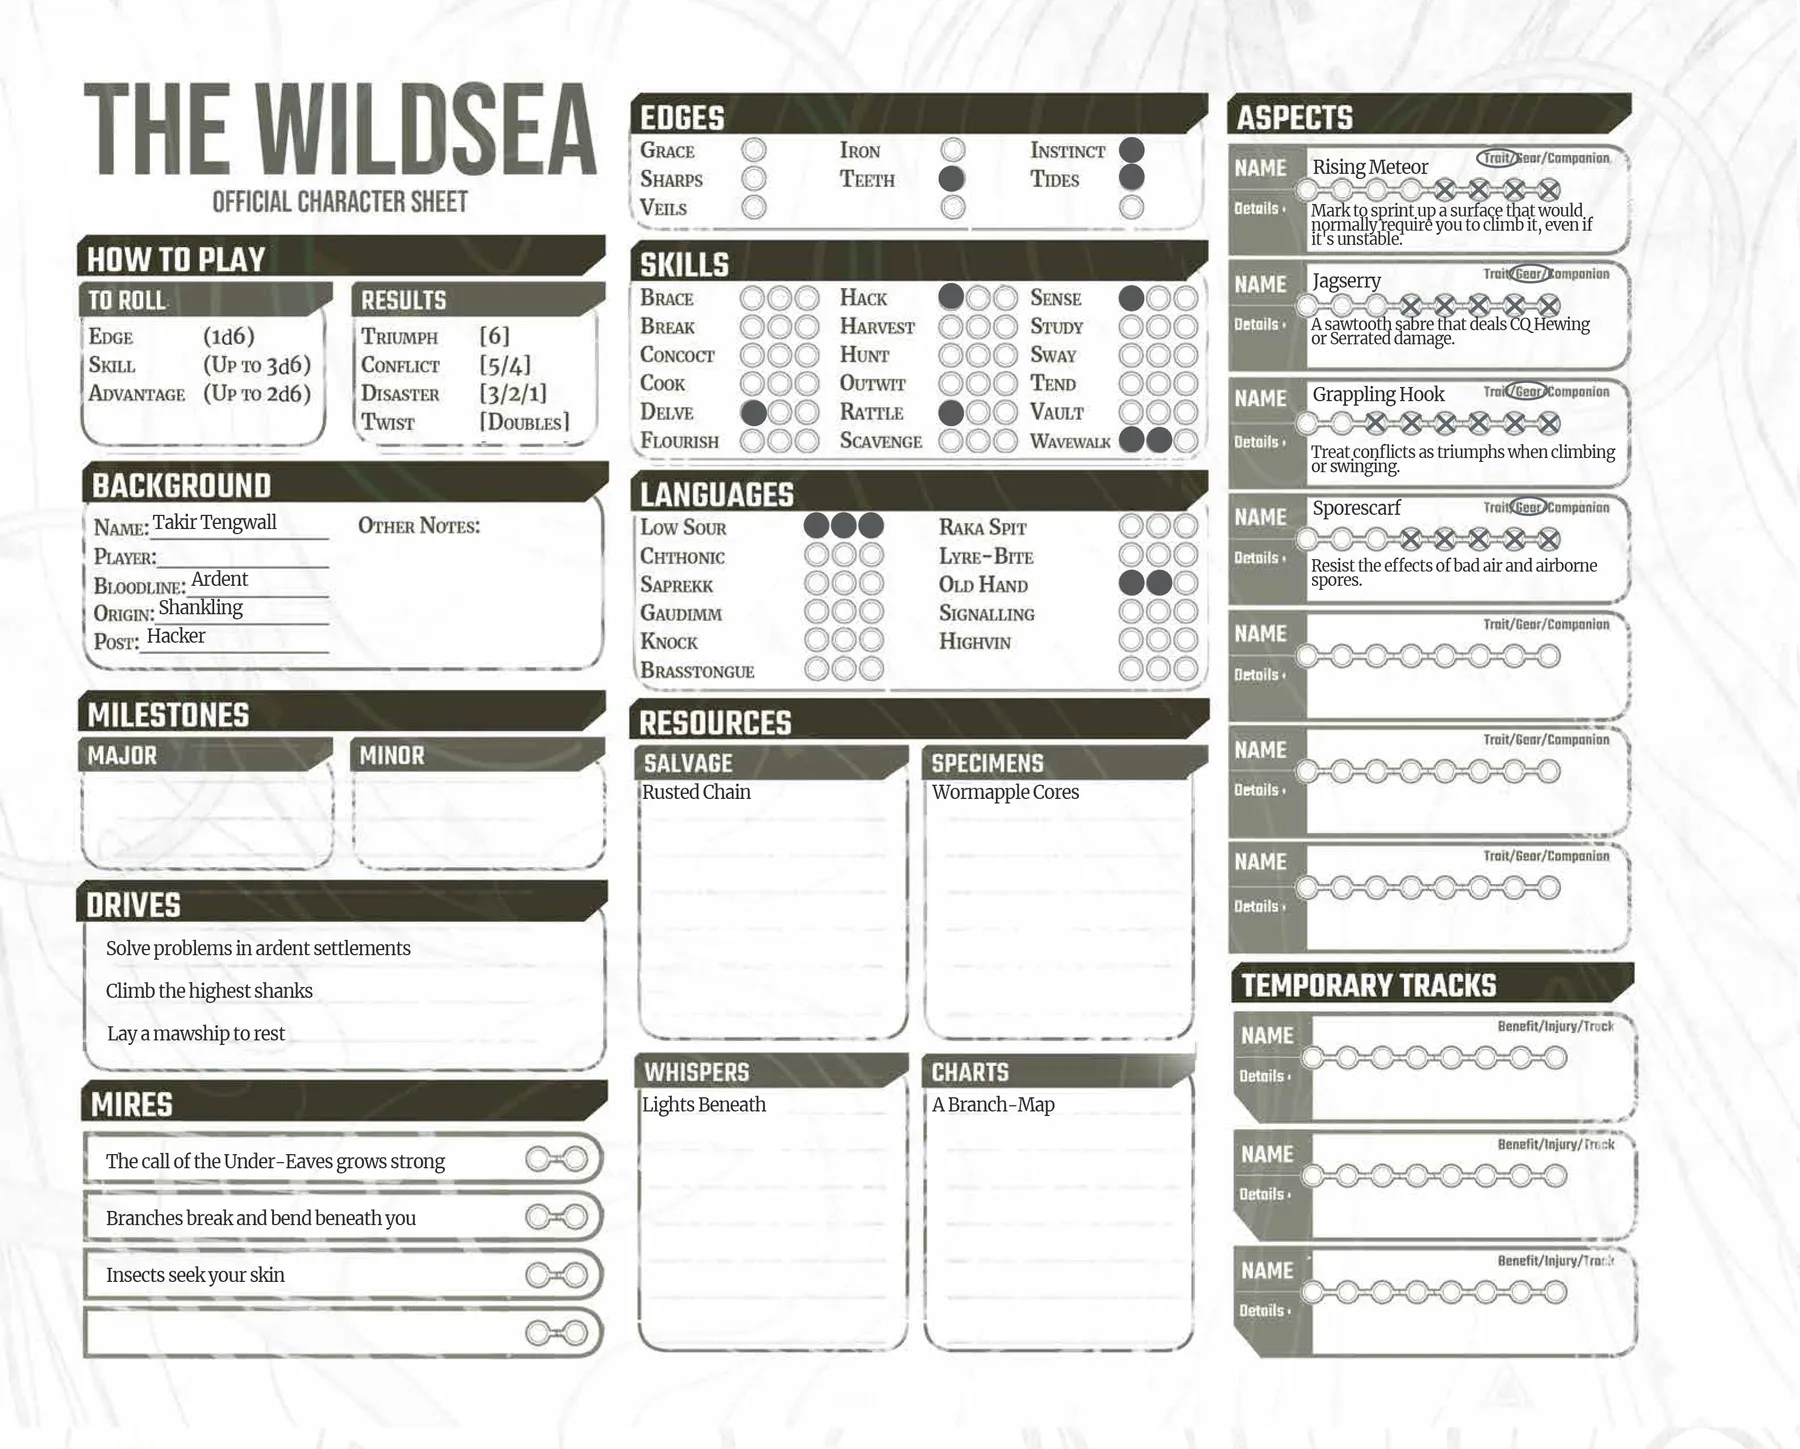 THE WILDSEA
OFFICIAL CHARACTER SHEET
HOW TO PLAY
TO ROLL
EDGE (1d6)
SKILL (UP TO 3d6)
ADVANTAGE (UP TO 2d6)
RESULTS
TRIUMPH [6]
CONFLICT [5/4]
DISASTER [3/2/1]
TWIST [DOUBLES]
BACKGROUND
NAME: Takir Tengwall
PLAYER:
BLOODLINE: Ardent
ORIGIN: Shankling
POST: Hacker
OTHER NOTES:
MILESTONES
MAJOR
MINOR
DRIVES
Solve problems in ardent settlements
Climb the highest shanks
Lay a mawship to rest
MIRES
The call of the Under-Eaves grows strong
Branches break and bend beneath you
Insects seek your skin
EDGES
GRACE IRON INSTINCT
SHARPS TEETH TIDES
VEILS
SKILLS
BRACE HACK SENSE
BREAK HARVEST STUDY
CONCOCT HUNT SWAY
COOK OUTWIT TEND
DELVE RATTLE VAULT
FLOURISH SCAVENGE WAVEWALK
LANGUAGES
LOW SOUR RAKA SPIT
CHTHONIC LYRE-BITE
SAPREKK OLD HAND
GAUDIMM SIGNALLING
KNOCK HIGHVIN
BRASSTONGUE
RESOURCES
SALVAGE
Rusted Chain
SPECIMENS
Wormapple Cores
WHISPERS
Lights Beneath
CHARTS
A Branch-Map
ASPECTS
NAME Rising Meteor Trait/Gear/Companion
Details
Mark to sprint up a surface that would
normally require you to climb it, even if
it's unstable.
NAME Jagserry Trait/Gear/Companion
Details
A sawtooth sabre that deals CQ Hewing
or Serrated damage.
NAME Grappling Hook Trait/Gear/Companion
Details
Treat conflicts as triumphs when climbing
or swinging.
NAME Sporescarf Trait/Gear/Companion
Details
Resist the effects of bad air and airborne
spores.
NAME Trait/Gear/Companion
Details
NAME Trait/Gear/Companion
Details
NAME Trait/Gear/Companion
Details
TEMPORARY TRACKS
NAME Benefit/Injury/Track
Details
NAME Benefit/Injury/Track
Details
NAME Benefit/Injury/Track
Details